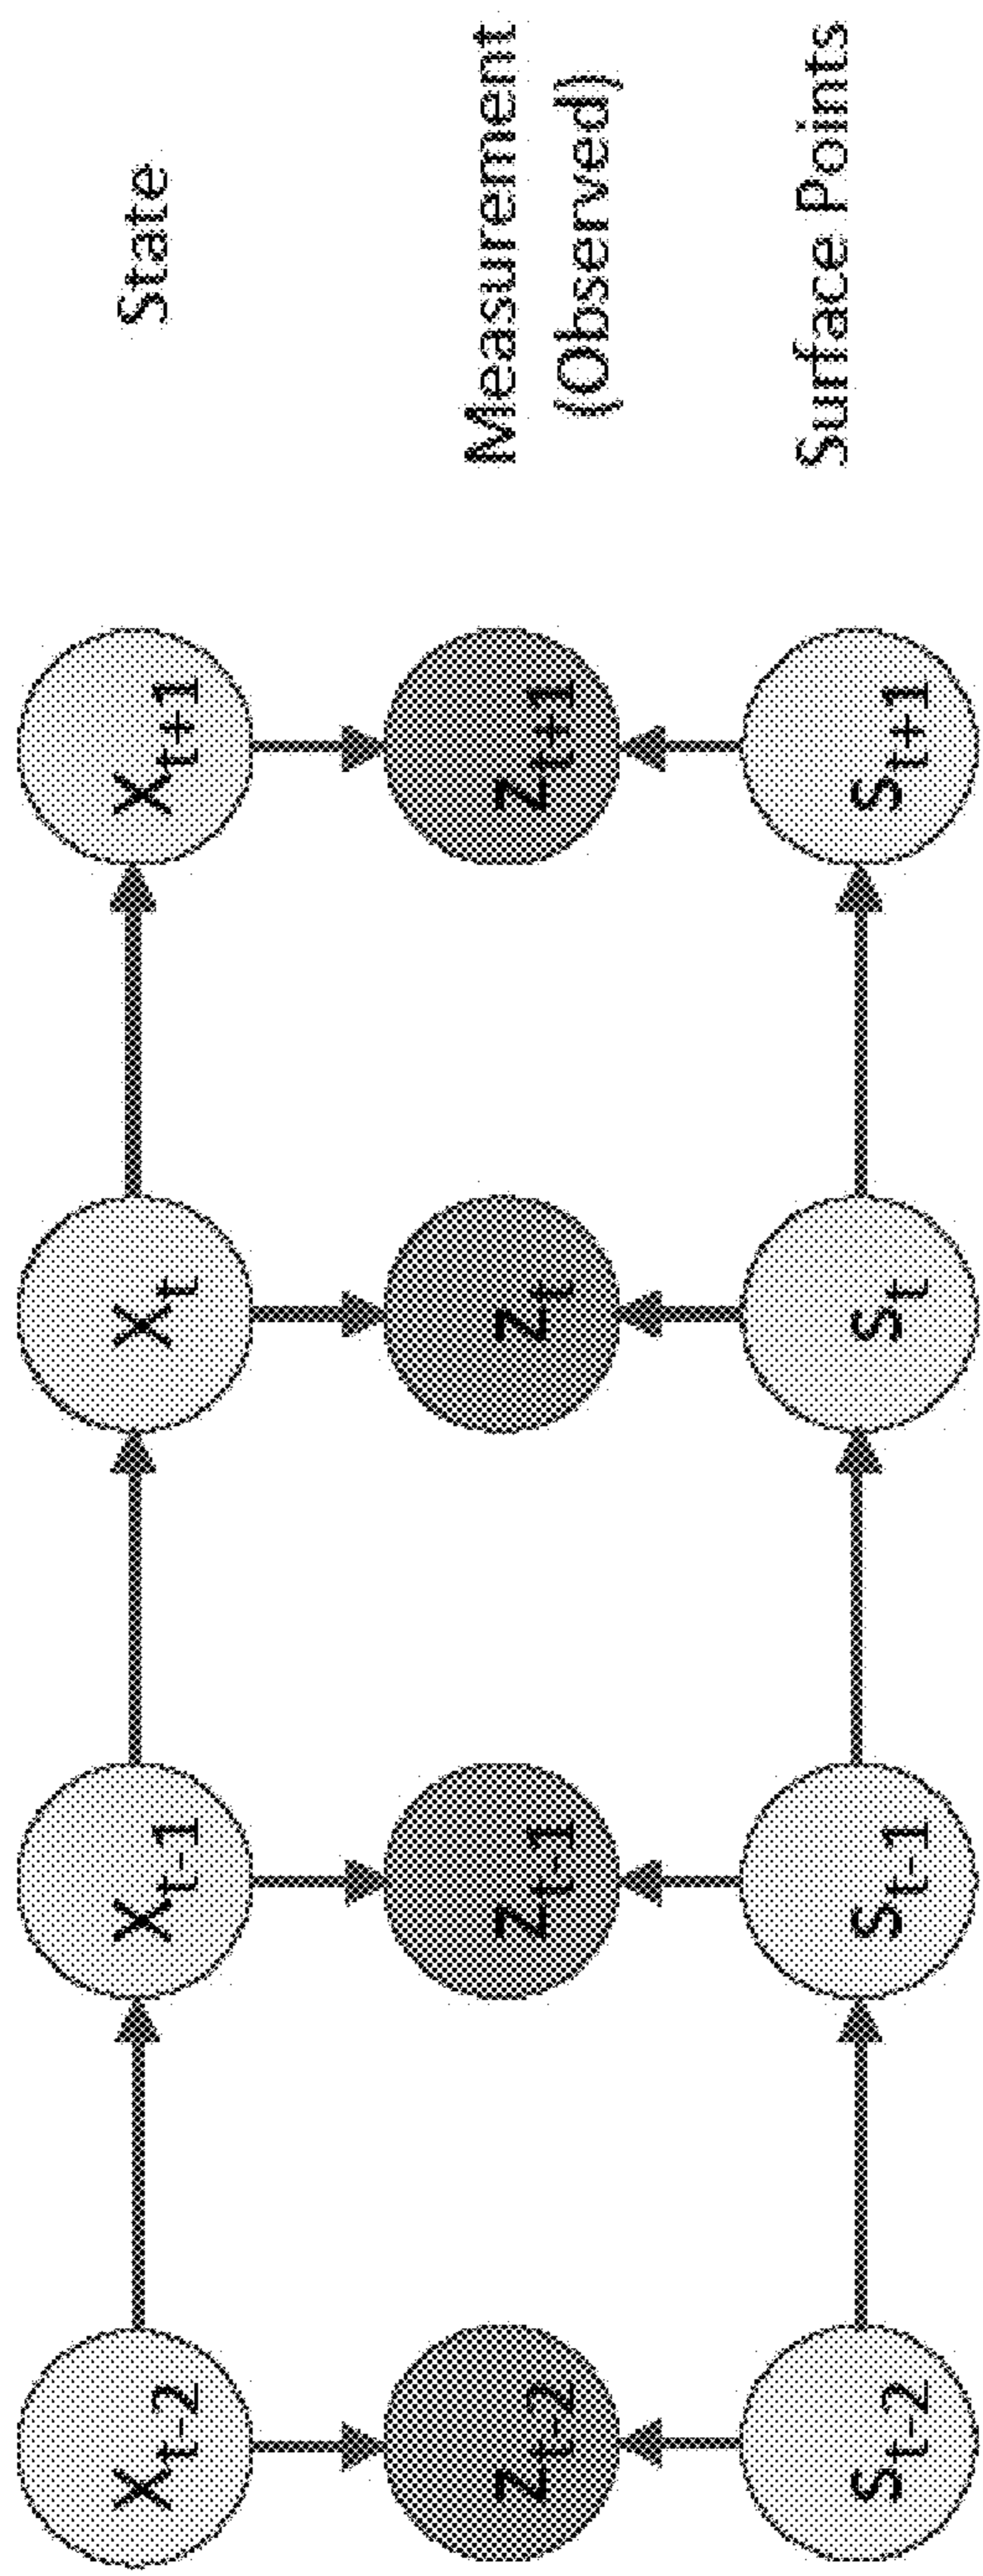 x_{t-2} x_{t-1} x_t x_{t+1} State
z_{t-2} z_{t-1} z_t z_{t+1} Measurement
(Observed)
s_{t-2} s_{t-1} s_t s_{t+1} Surface Points